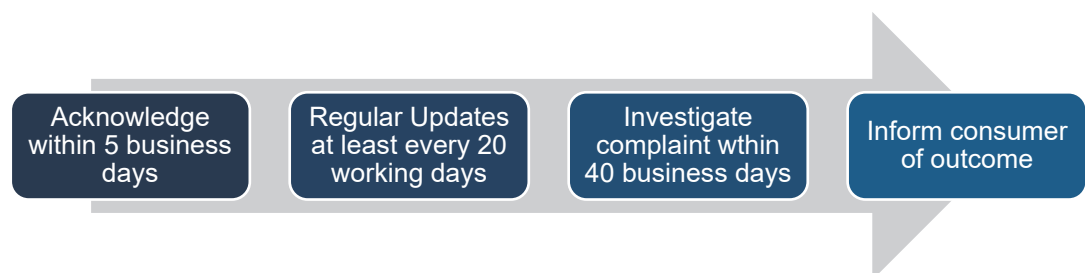 Acknowledge
within 5 business
days
Regular Updates
at least every 20
working days
Investigate
complaint wthin
40 business days
Inform consumer
of outcome